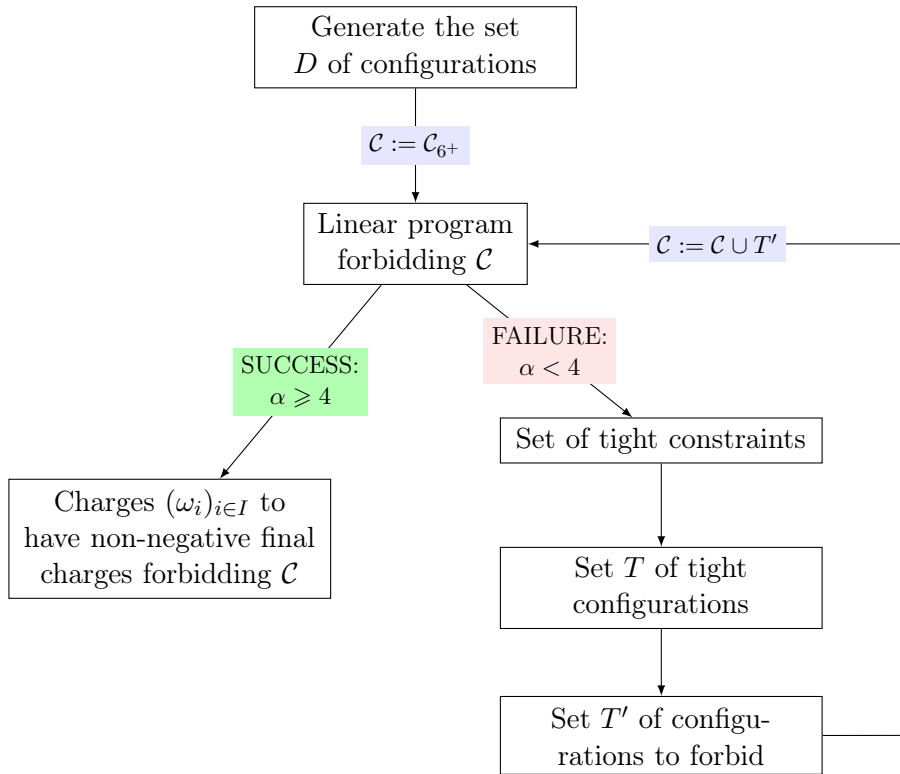 Generate the set
D of configurations
𝒞 := 𝒞₆⁺
Linear program
forbidding 𝒞
𝒞 := 𝒞 ∪ T′
SUCCESS:
α ⩾ 4
FAILURE:
α < 4
Set of tight constraints
Charges (ωᵢ)ᵢ∈I to
have non-negative final
charges forbidding 𝒞
Set T of tight
configurations
Set T′ of configu-
rations to forbid